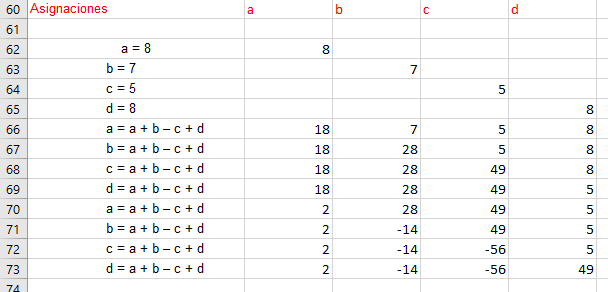 60 Asignaciones a b c d
61
62 a = 8 8
63 b = 7 7
64 c = 5 5
65 d = 8 8
66 a = a + b – c + d 18 7 5 8
67 b = a + b – c + d 18 28 5 8
68 c = a + b – c + d 18 28 49 8
69 d = a + b – c + d 18 28 49 5
70 a = a + b – c + d 2 28 49 5
71 b = a + b – c + d 2 -14 49 5
72 c = a + b – c + d 2 -14 -56 5
73 d = a + b – c + d 2 -14 -56 49
74